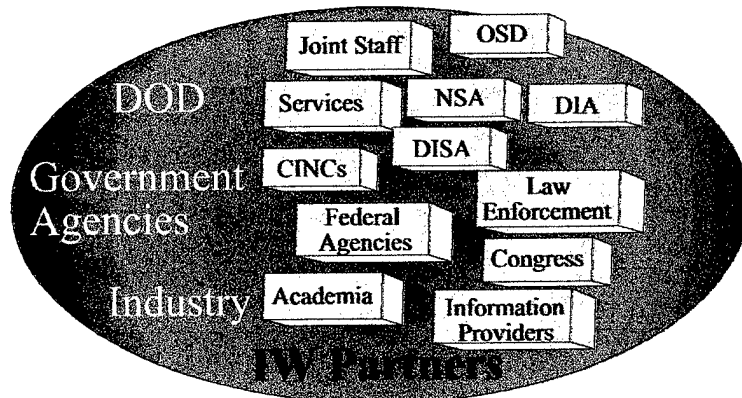 Joint Staff
OSD
DOD
Services
NSA
DIA
CINCs
DISA
Government
Agencies
Law
Enforcement
Federal
Agencies
Congress
Industry
Academia
Information
Providers
IW Partners